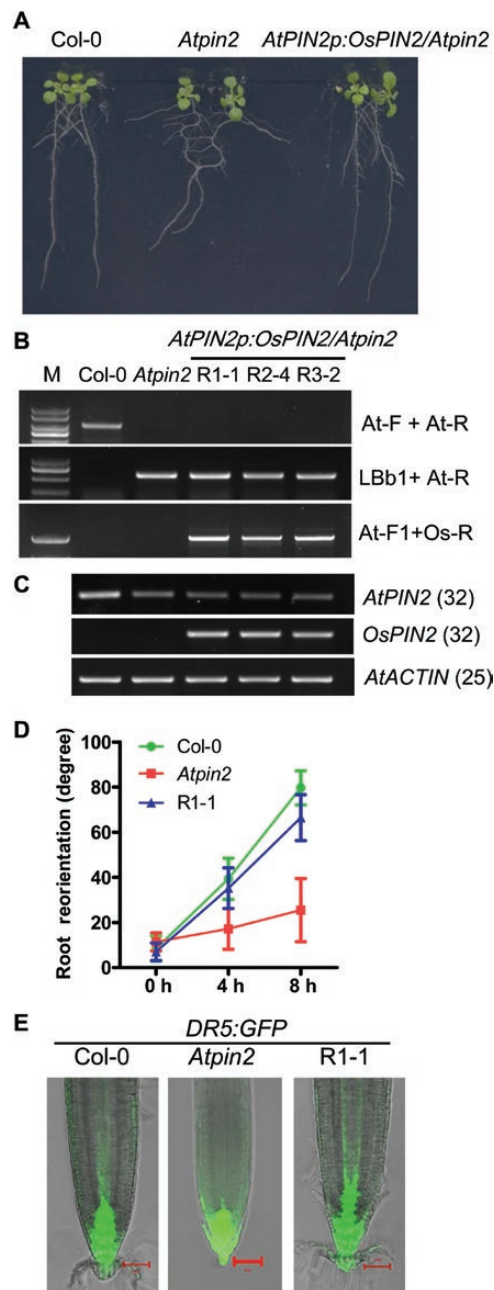 A
Col-0 Atpin2 AtPIN2p:OsPIN2/Atpin2
B
AtPIN2p:OsPIN2/Atpin2
M Col-0 Atpin2 R1-1 R2-4 R3-2
At-F + At-R
LBb1+ At-R
At-F1+Os-R
C
AtPIN2 (32)
OsPIN2 (32)
AtACTIN (25)
D
Root reorientation (degree)
100
80
60
40
20
0
Col-0
Atpin2
R1-1
0 h 4 h 8 h
E
DR5:GFP
Col-0 Atpin2 R1-1